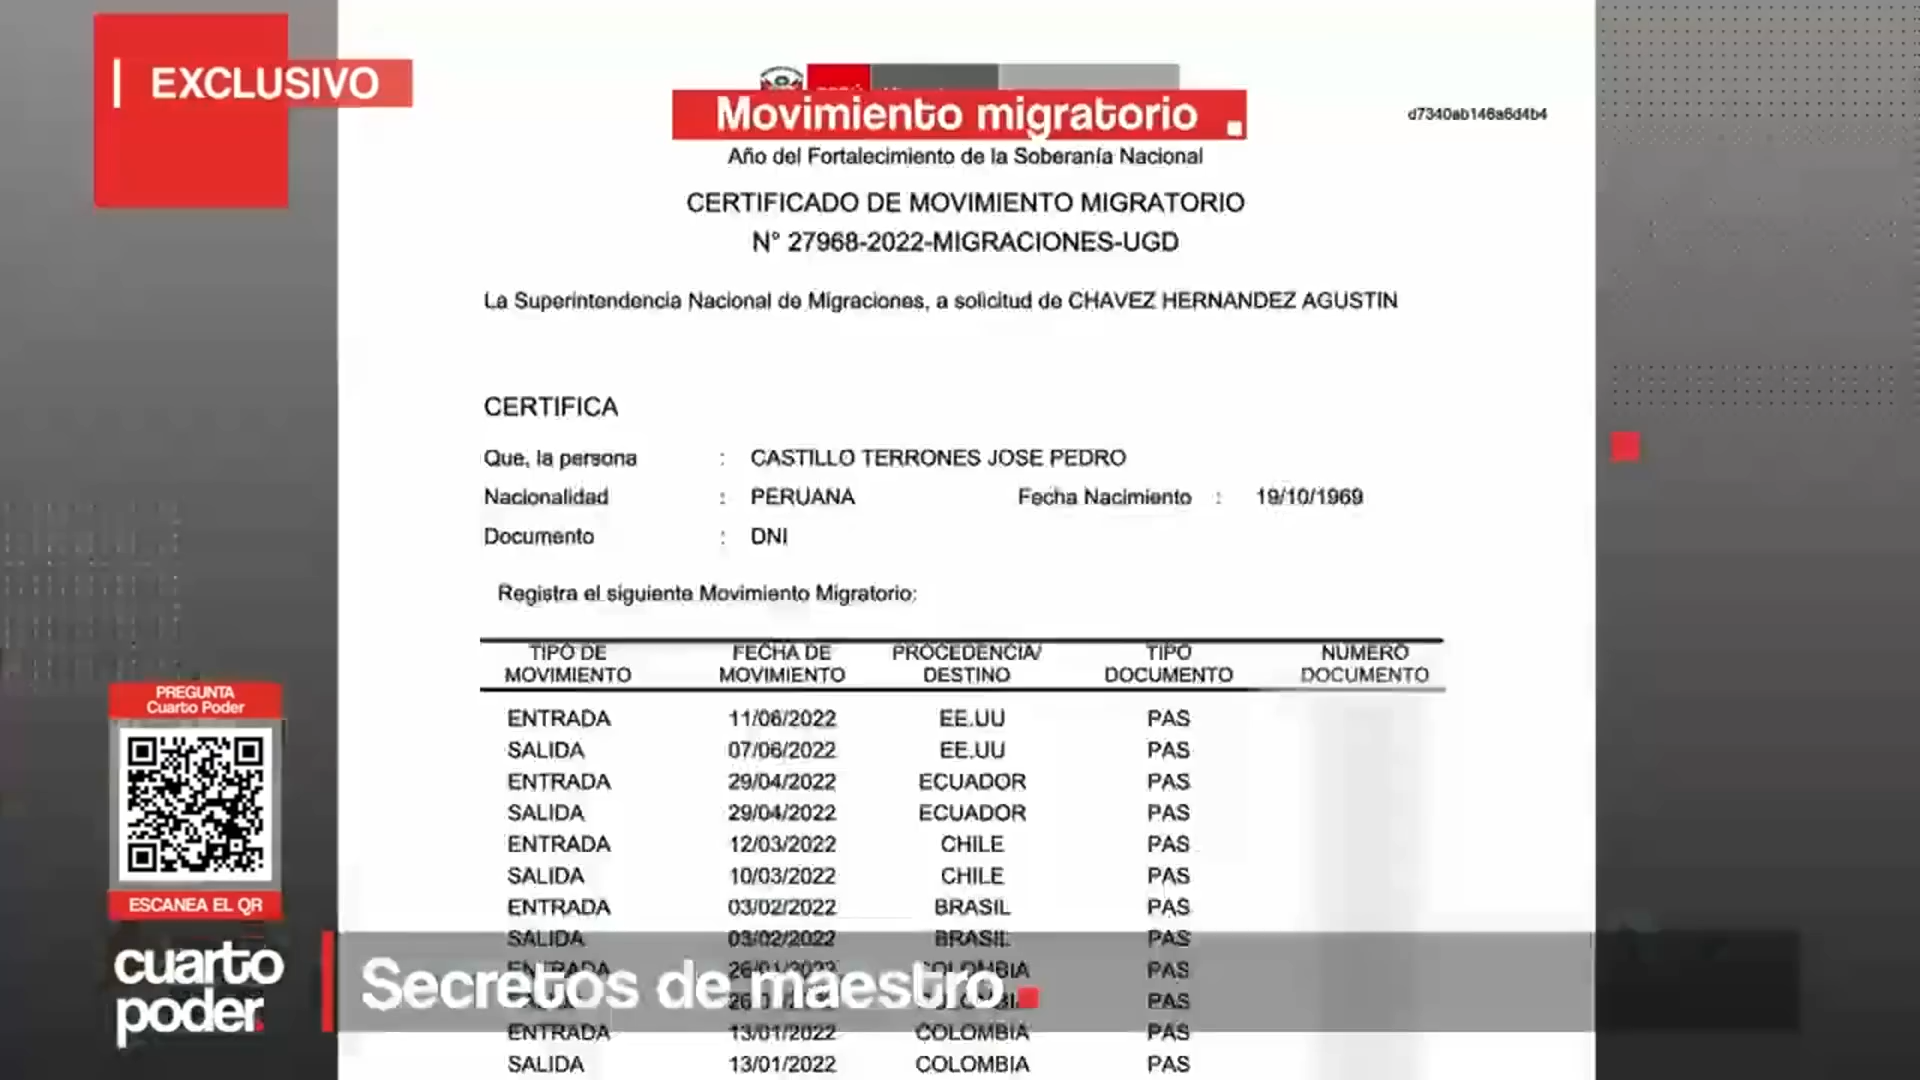 EXCLUSIVO
Movimiento migratorio
d7340ab146a6d4b4
Año del Fortalecimiento de la Soberanía Nacional
CERTIFICADO DE MOVIMIENTO MIGRATORIO
N° 27968-2022-MIGRACIONES-UGD
La Superintendencia Nacional de Migraciones, a solicitud de CHAVEZ HERNANDEZ AGUSTIN
CERTIFICA
Que, la persona : CASTILLO TERRONES JOSE PEDRO
Nacionalidad : PERUANA Fecha Nacimiento : 19/10/1969
Documento : DNI
Registra el siguiente Movimiento Migratorio:
TIPO DE MOVIMIENTO FECHA DE MOVIMIENTO PROCEDENCIA/ DESTINO TIPO DOCUMENTO NUMERO DOCUMENTO
ENTRADA 11/06/2022 EE.UU PAS
SALIDA 07/06/2022 EE.UU PAS
ENTRADA 29/04/2022 ECUADOR PAS
SALIDA 29/04/2022 ECUADOR PAS
ENTRADA 12/03/2022 CHILE PAS
SALIDA 10/03/2022 CHILE PAS
ENTRADA 03/02/2022 BRASIL PAS
SALIDA 03/02/2022 BRASIL PAS
ENTRADA 26/01/2022 COLOMBIA PAS
PAS
ENTRADA 13/01/2022 COLOMBIA PAS
SALIDA 13/01/2022 COLOMBIA PAS
PREGUNTA
Cuarto Poder
ESCANEA EL QR
cuarto
poder.
Secretos de maestro.